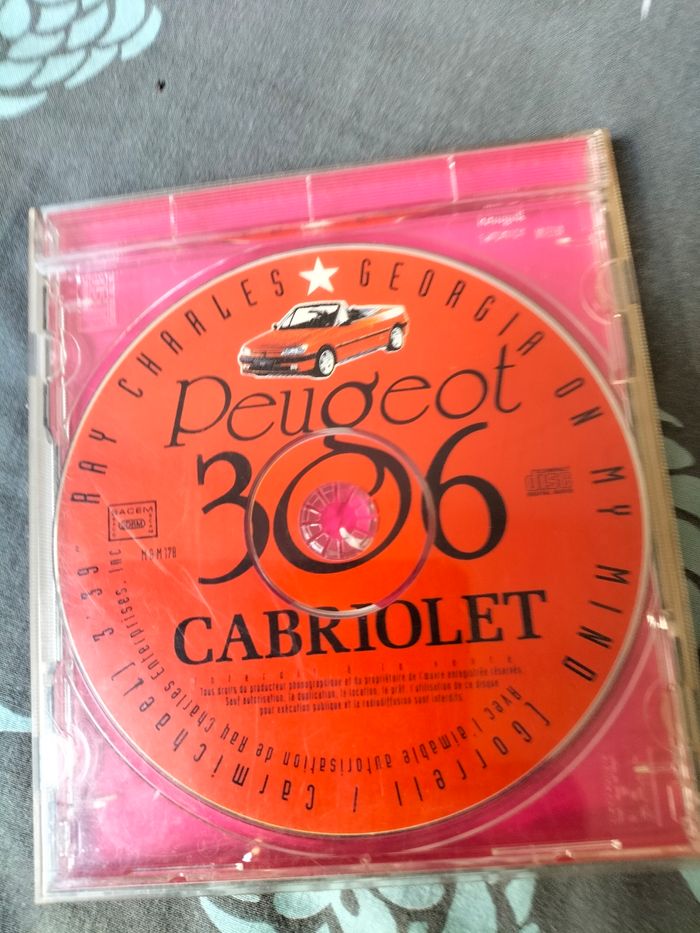 RAY CHARLES ★ GEORGIA ON MY MIND
(Gorrell / Carmichael) 3'39"
Avec l'aimable autorisation de Ray Charles Enterprises, Inc
Peugeot
306
CABRIOLET
SACEM
SDRM
COMPACT
disc
DIGITAL AUDIO
Interdit à la vente
Tous droits du producteur phonographique et du propriétaire de l'œuvre enregistrée réservés.
Sauf autorisation, la duplication, la location, le prêt, l'utilisation de ce disque
pour exécution publique et la radiodiffusion sont interdits.